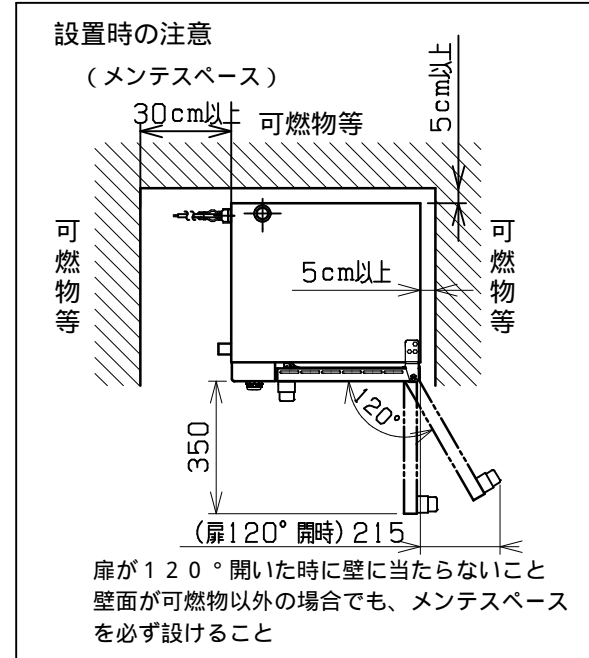 設置時の注意
(メンテスペース)
30cm以上
可燃物等
5cm以上
可燃物等
5cm以上
可燃物等
120°
350
(扉120°開時)215
扉が120°開いた時に壁に当たらないこと
壁面が可燃物以外の場合でも、メンテスペース
を必ず設けること